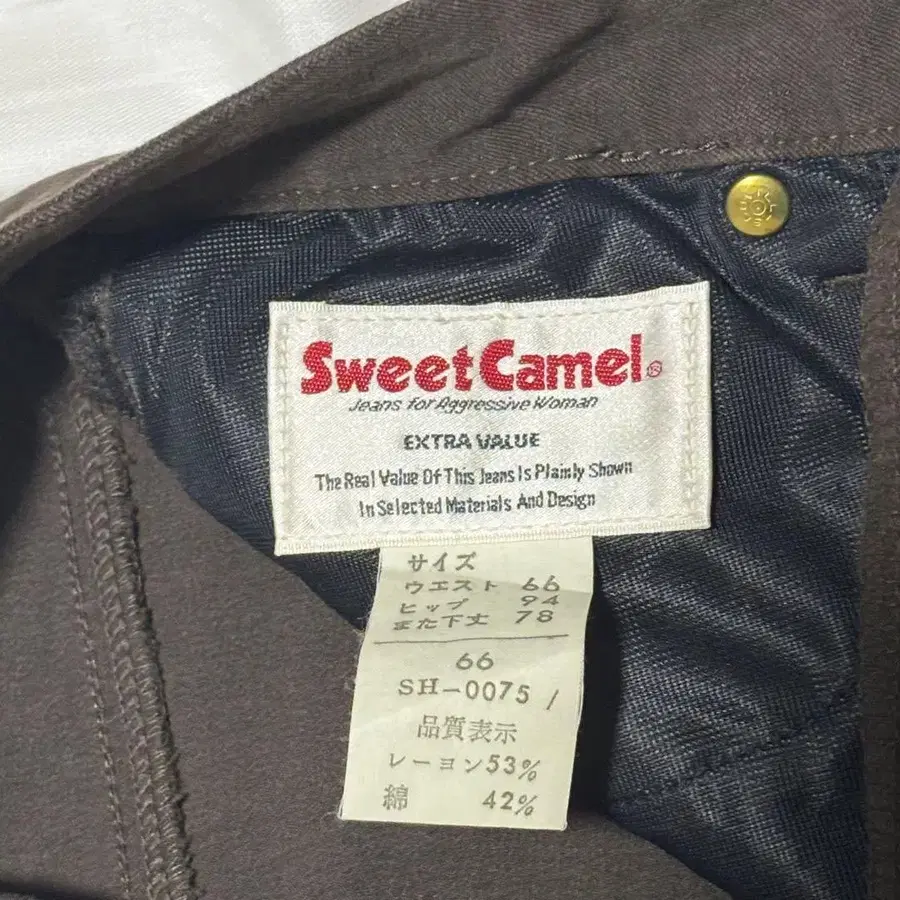 SweetCamel®
Jeans for Aggressive Woman
EXTRA VALUE
The Real Value Of This Jeans Is Plainly Shown
In Selected Materials And Design
サイズ
ウエスト 66
ヒップ 94
また下丈 78
66
SH-0075 /
品質表示
レーヨン53%
綿 42%